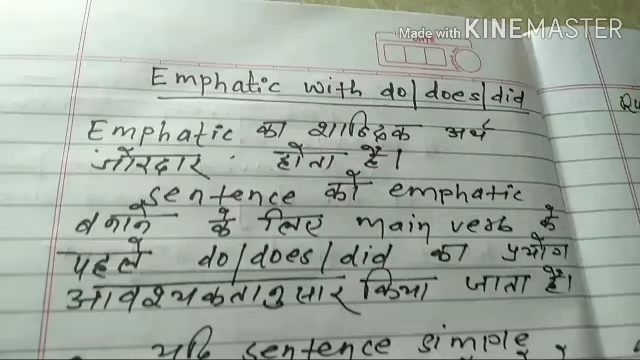 Made with KINEMASTER
DATE
Emphatic with do/does/did
Emphatic का शाब्दिक अर्थ
जोरदार होता है।
sentence को emphatic
बनाने के लिए main verb के
पहले do/does/did का प्रयोग
आवश्यकतानुसार किया जाता है।
यदि sentence simple